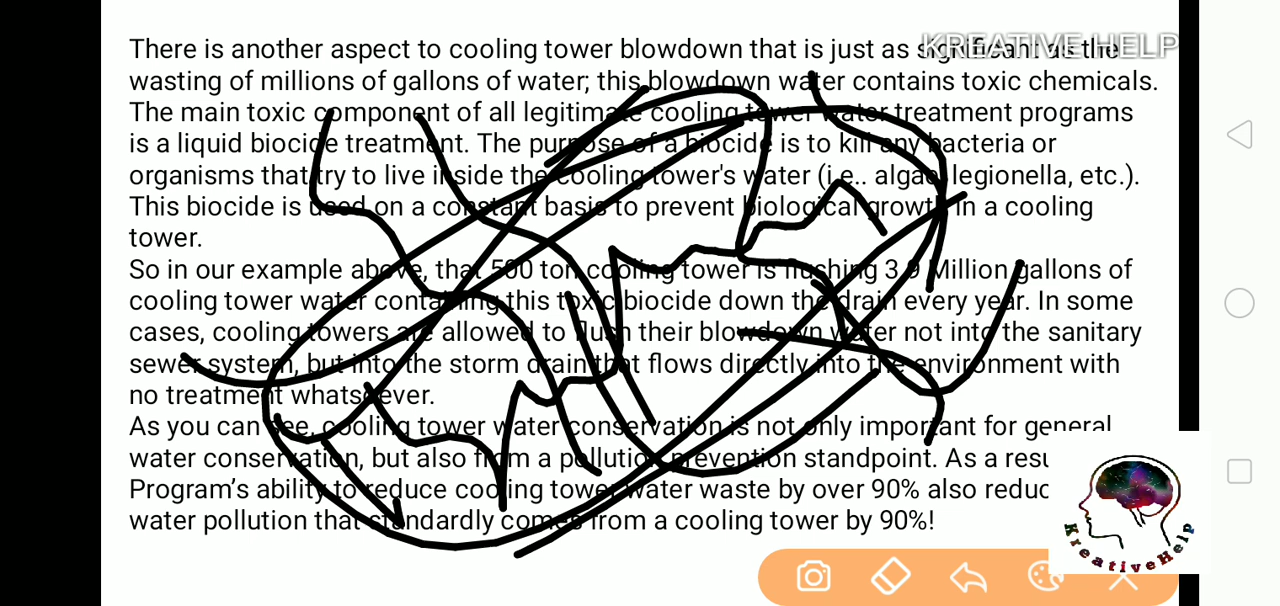 There is another aspect to cooling tower blowdown that is just as significant as the
KREATIVE HELP
wasting of millions of gallons of water; this blowdown water contains toxic chemicals.
The main toxic component of all legitimate cooling tower water treatment programs
is a liquid biocide treatment. The purpose of a biocide is to kill any bacteria or
organisms that try to live inside the cooling tower's water (i.e.. algae, legionella, etc.).
This biocide is used on a constant basis to prevent biological growth in a cooling
tower.
So in our example above, that 500 ton cooling tower is flushing 3.9 Million gallons of
cooling tower water containing this toxic biocide down the drain every year. In some
cases, cooling towers are allowed to flush their blowdown water not into the sanitary
sewer system, but into the storm drain that flows directly into the environment with
no treatment whatsoever.
As you can see, cooling tower water conservation is not only important for general
water conservation, but also from a pollution prevention standpoint. As a
Program's ability to reduce cooling tower water waste by over 90% also
water pollution that standardly comes from a cooling tower by 90%!
KreativeHelp